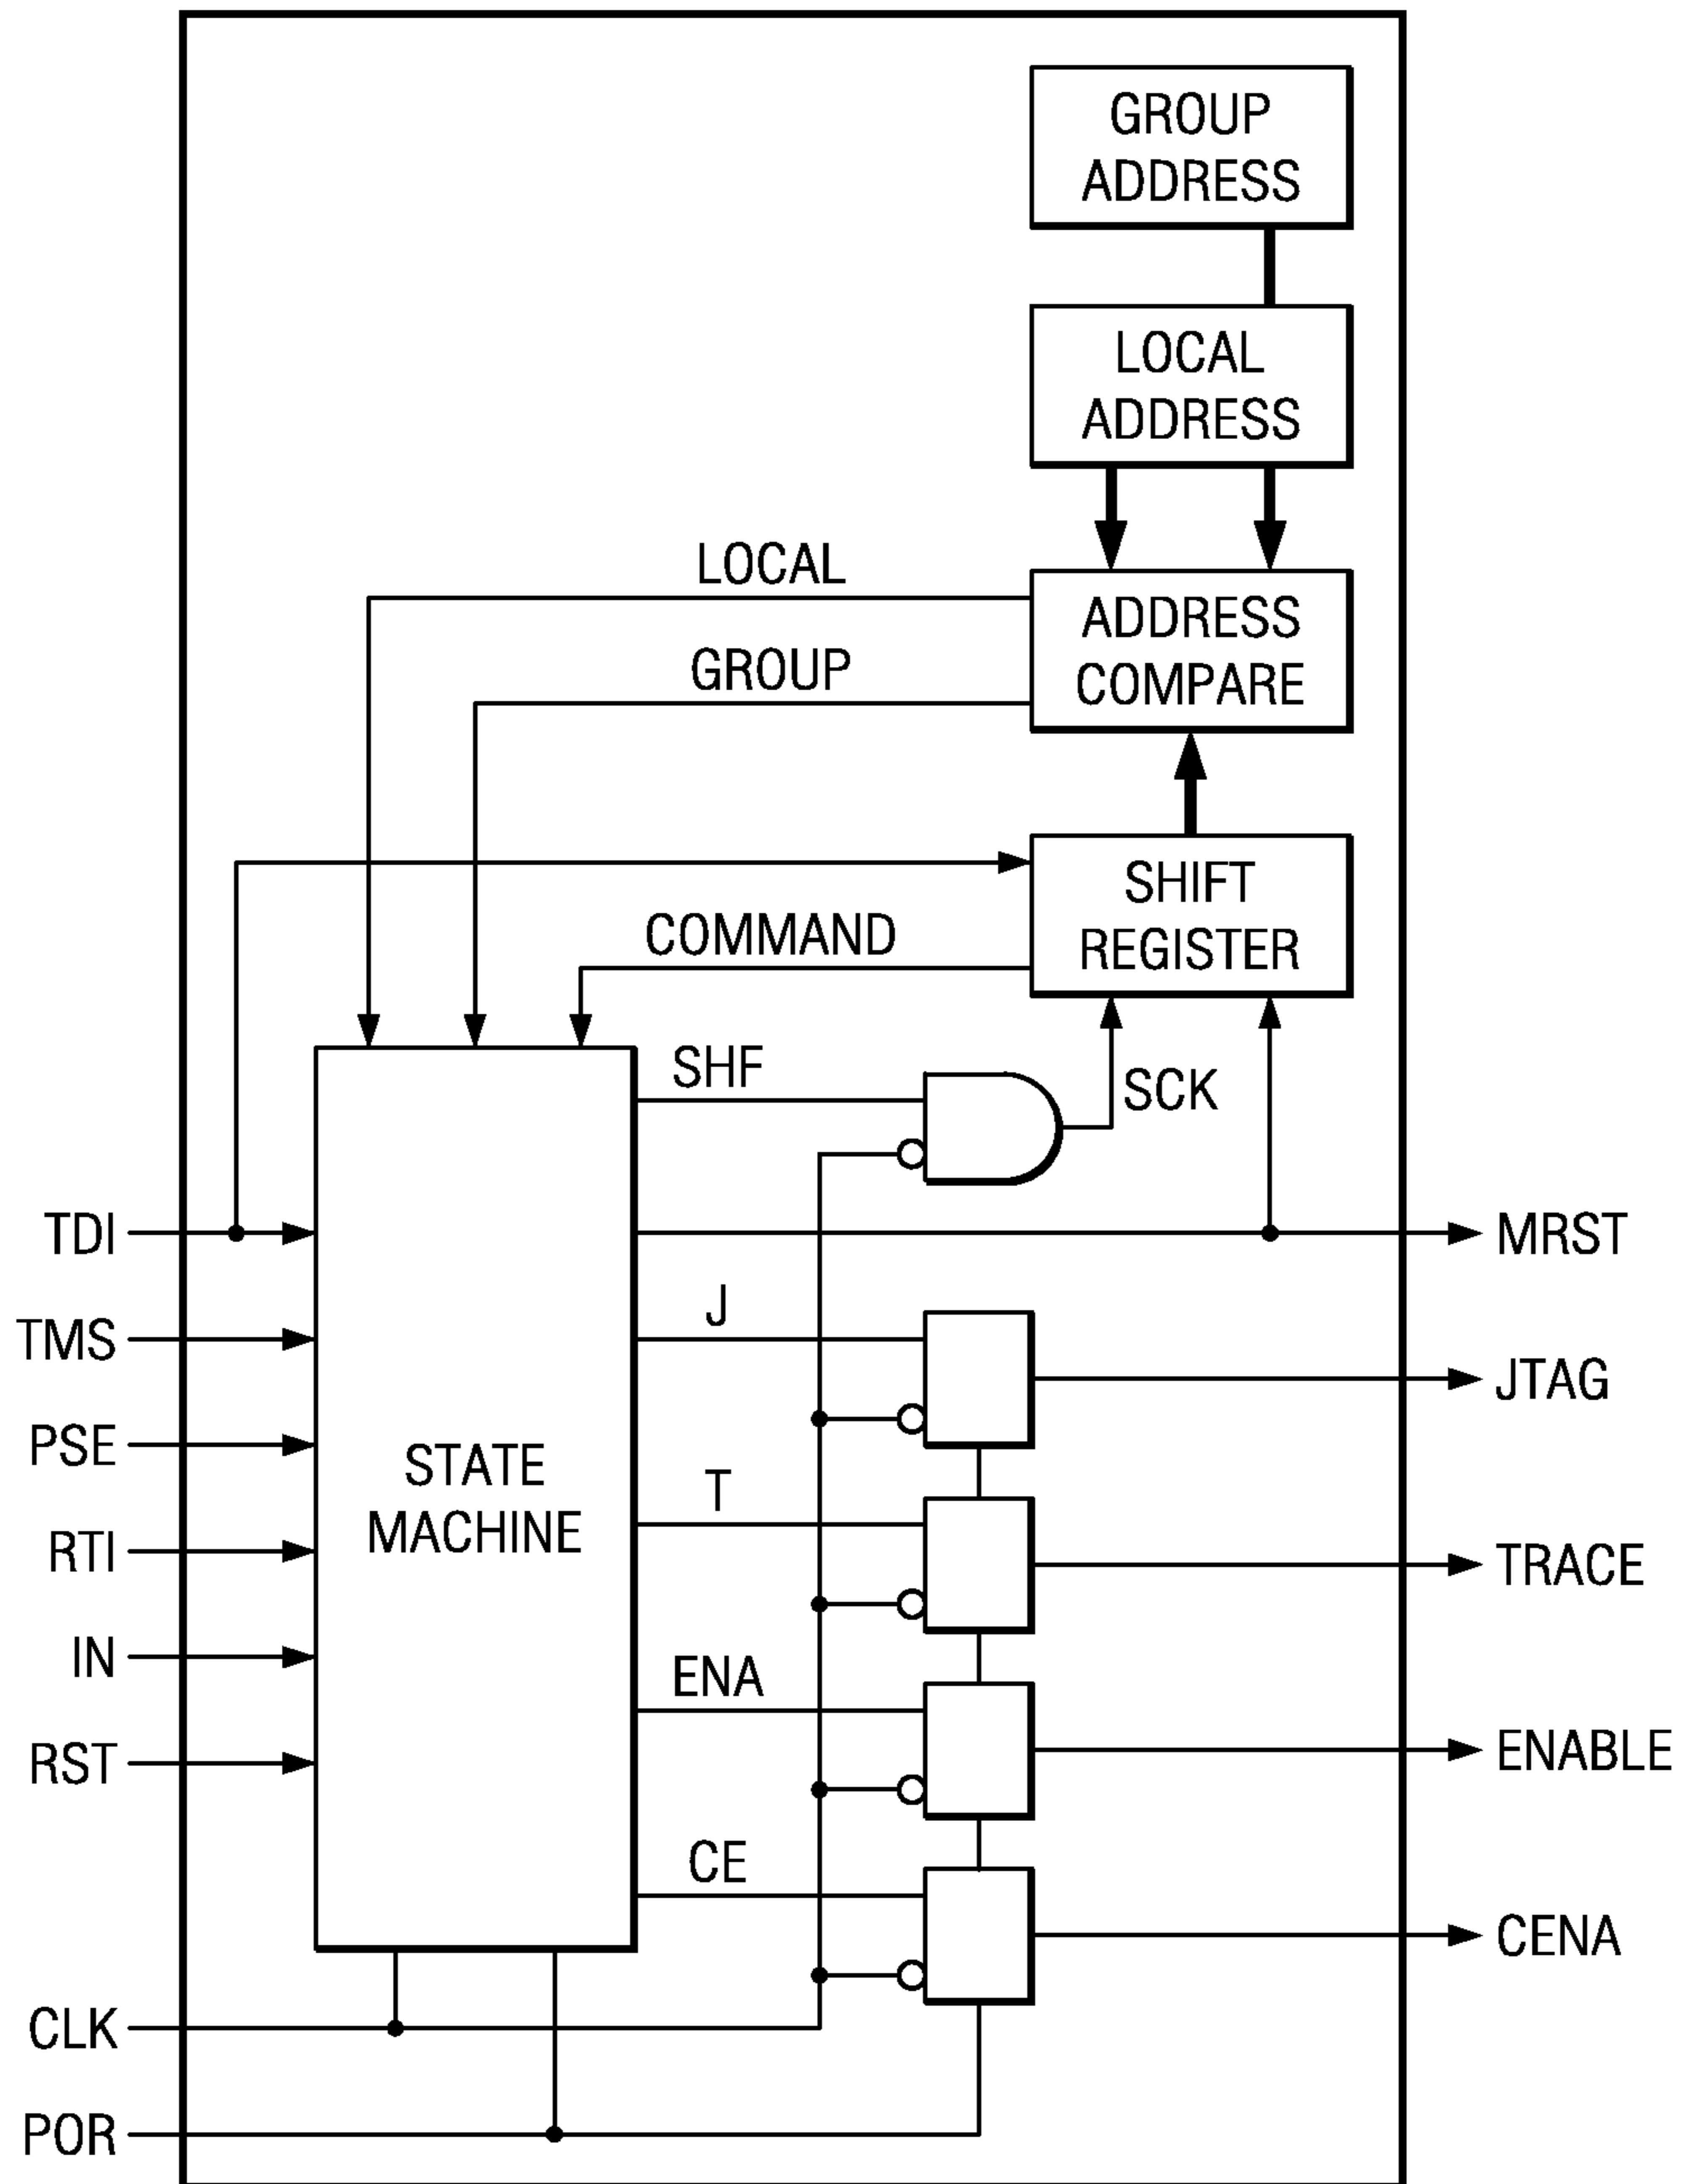 GROUP
ADDRESS
LOCAL
ADDRESS
LOCAL
ADDRESS
COMPARE
GROUP
SHIFT
REGISTER
COMMAND
SHF
SCK
TDI
MRST
J
TMS
JTAG
PSE
STATE
MACHINE
T
RTI
TRACE
IN
ENA
RST
ENABLE
CE
CENA
CLK
POR